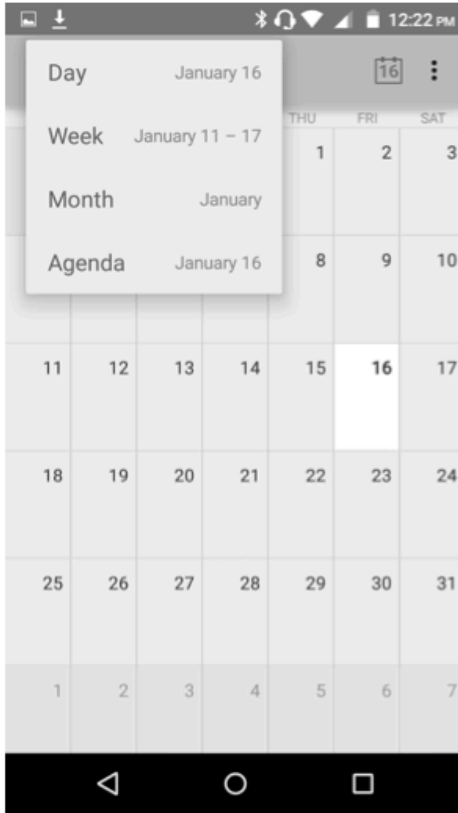 12:22 PM
Day January 16
16
Week January 11 – 17
THU FRI SAT
1 2 3
Month January
Agenda January 16
8 9 10
11 12 13 14 15 16 17
18 19 20 21 22 23 24
25 26 27 28 29 30 31
1 2 3 4 5 6 7